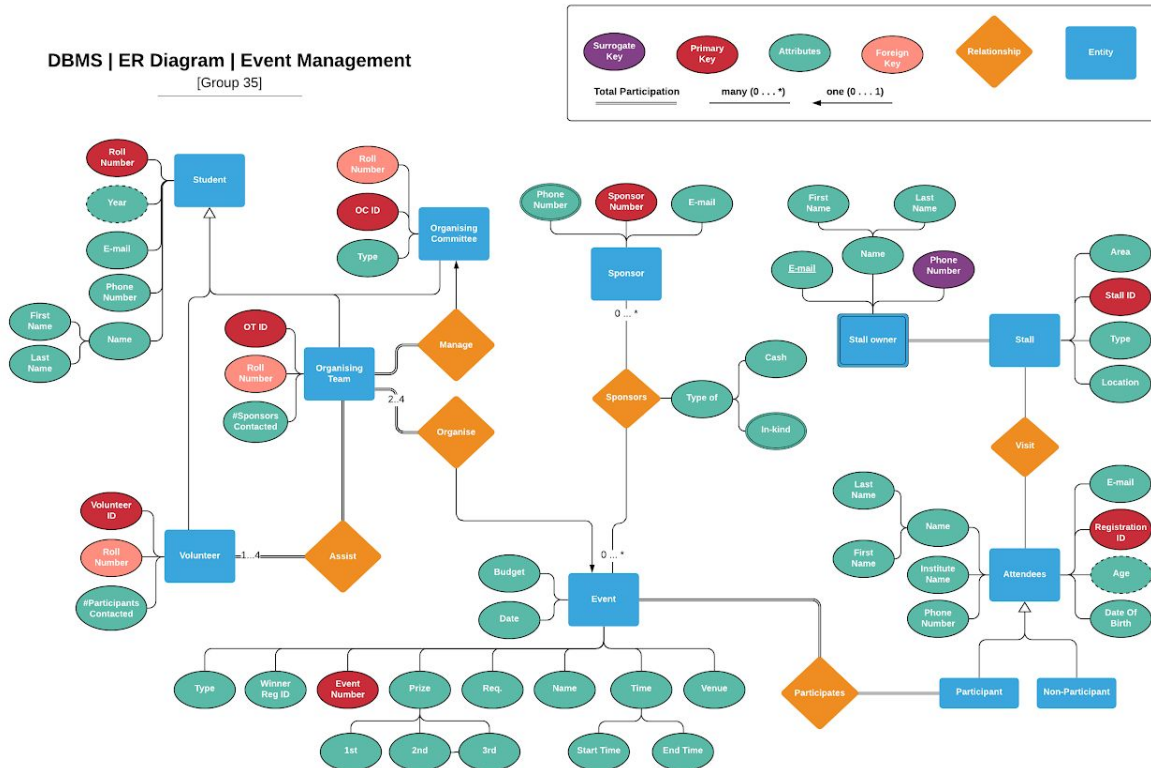 DBMS | ER Diagram | Event Management
[Group 35]
Surrogate
Key
Primary
Key
Attributes
Foreign
Key
Relationship
Entity
Total Participation
many (0 . . . *)
one (0 . . . 1)
Roll
Number
Student
Year
E-mail
Phone
Number
First
Name
Name
Last
Name
Roll
Number
OC ID
Organising
Committee
Type
Manage
OT ID
Roll
Number
Organising
Team
#Sponsors
Contacted
2..4
Organise
Volunteer
ID
Roll
Number
Volunteer
#Participants
Contacted
1...4
Assist
Phone
Number
Sponsor
Number
E-mail
Sponsor
0 ... *
Sponsors
Type of
Cash
In-kind
0 ... *
First
Name
Last
Name
Name
E-mail
Phone
Number
Stall owner
Stall
Area
Stall ID
Type
Location
Visit
Last
Name
Name
First
Name
Institute
Name
Phone
Number
Attendees
E-mail
Registration
ID
Age
Date Of
Birth
Participant
Non-Participant
Participates
Budget
Date
Event
Type
Winner
Reg ID
Event
Number
Prize
Req.
Name
Time
Venue
1st
2nd
3rd
Start Time
End Time